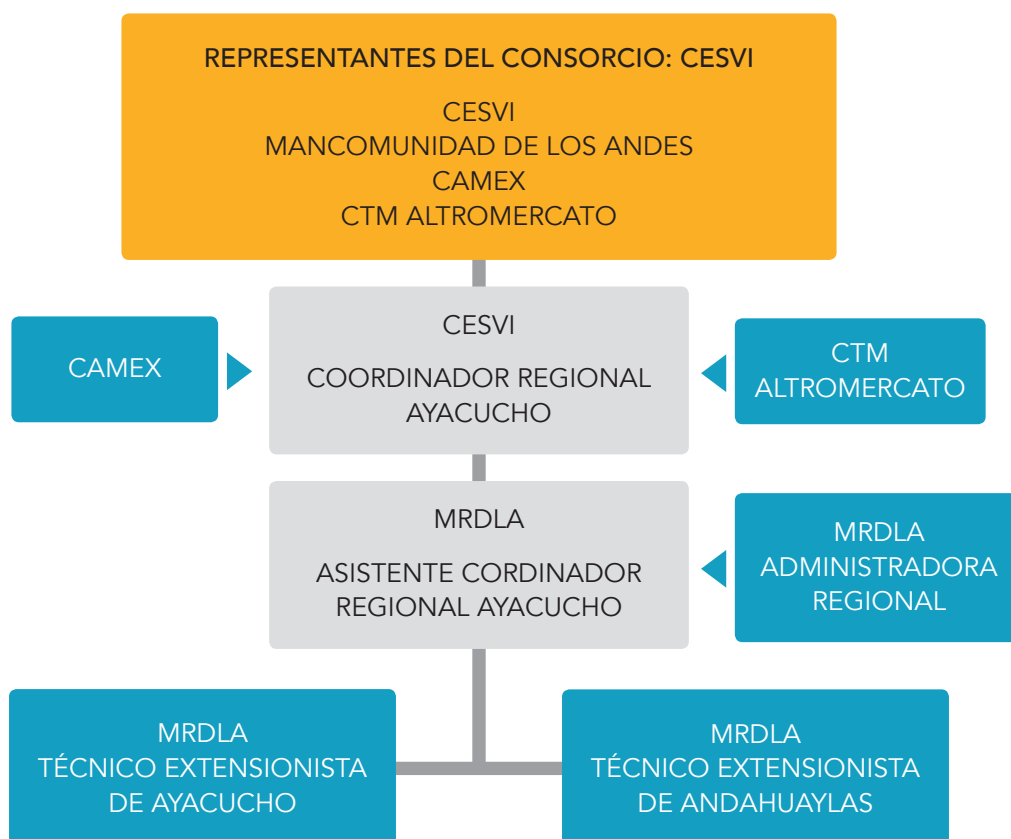 REPRESENTANTES DEL CONSORCIO: CESVI
CESVI
MANCOMUNIDAD DE LOS ANDES
CAMEX
CTM ALTROMERCATO
CESVI
COORDINADOR REGIONAL
AYACUCHO
CAMEX
CTM
ALTROMERCATO
MRDLA
ASISTENTE CORDINADOR
REGIONAL AYACUCHO
MRDLA
ADMINISTRADORA
REGIONAL
MRDLA
TÉCNICO EXTENSIONISTA
DE AYACUCHO
MRDLA
TÉCNICO EXTENSIONISTA
DE ANDAHUAYLAS